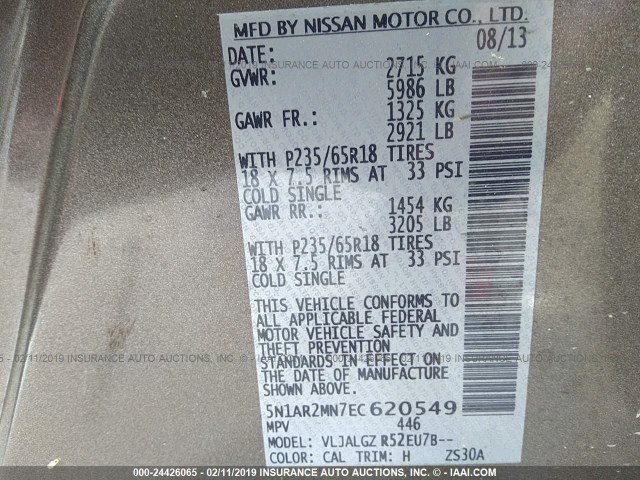 MFD BY NISSAN MOTOR CO., LTD.
DATE: 08/13
GVWR: 2715 KG
5986 LB
GAWR FR.: 1325 KG
2921 LB
WITH P235/65R18 TIRES
18 X 7.5 RIMS AT 33 PSI
COLD SINGLE
GAWR RR.: 1454 KG
3205 LB
WITH P235/65R18 TIRES
18 X 7.5 RIMS AT 33 PSI
COLD SINGLE
THIS VEHICLE CONFORMS TO
ALL APPLICABLE FEDERAL
MOTOR VEHICLE SAFETY AND
THEFT PREVENTION
STANDARDS IN EFFECT ON
THE DATE OF MANUFACTURE
SHOWN ABOVE.
5N1AR2MN7EC620549
MPV 446
MODEL: VLJALGZ R52EU7B--
COLOR: CAL TRIM: H ZS30A
000-24426065 - 02/11/2019 - INSURANCE AUTO AUCTIONS, INC. - © IAAI.COM